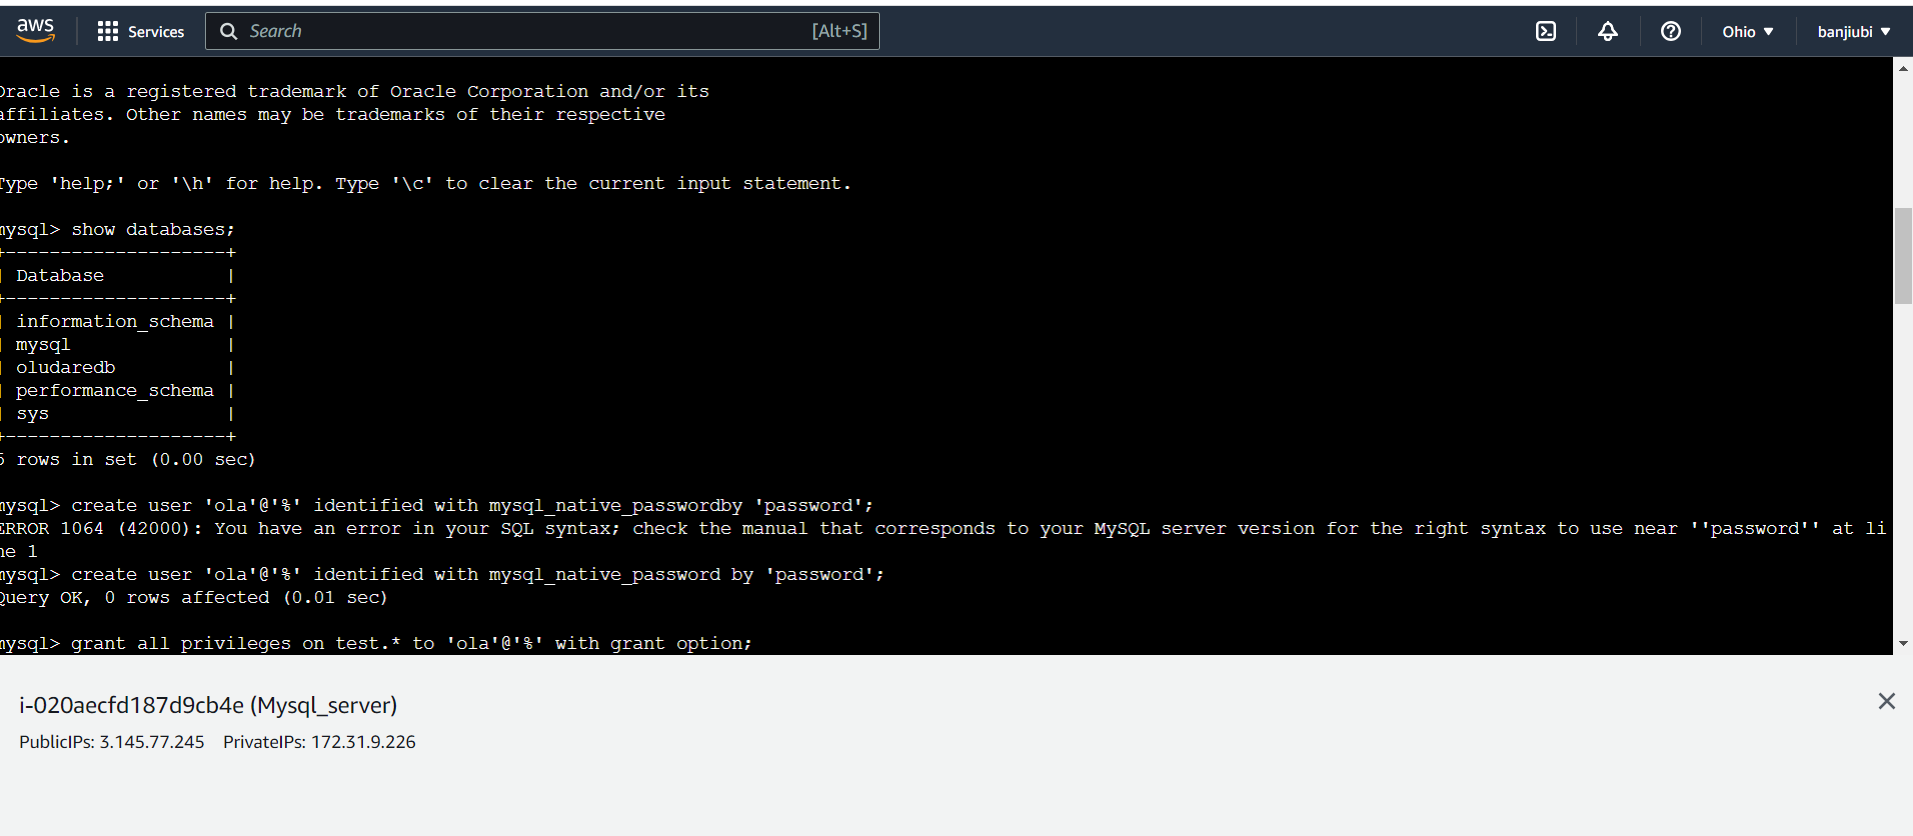 aws Services Search [Alt+S] Ohio banjiubi
Oracle is a registered trademark of Oracle Corporation and/or its
affiliates. Other names may be trademarks of their respective
owners.
Type 'help;' or '\h' for help. Type '\c' to clear the current input statement.
mysql> show databases;
+--------------------+
| Database           |
+--------------------+
| information_schema |
| mysql              |
| oludaredb          |
| performance_schema |
| sys                |
+--------------------+
5 rows in set (0.00 sec)
mysql> create user 'ola'@'%' identified with mysql_native_passwordby 'password';
ERROR 1064 (42000): You have an error in your SQL syntax; check the manual that corresponds to your MySQL server version for the right syntax to use near ''password'' at li
ne 1
mysql> create user 'ola'@'%' identified with mysql_native_password by 'password';
Query OK, 0 rows affected (0.01 sec)
mysql> grant all privileges on test.* to 'ola'@'%' with grant option;
i-020aecfd187d9cb4e (Mysql_server)
PublicIPs: 3.145.77.245 PrivateIPs: 172.31.9.226